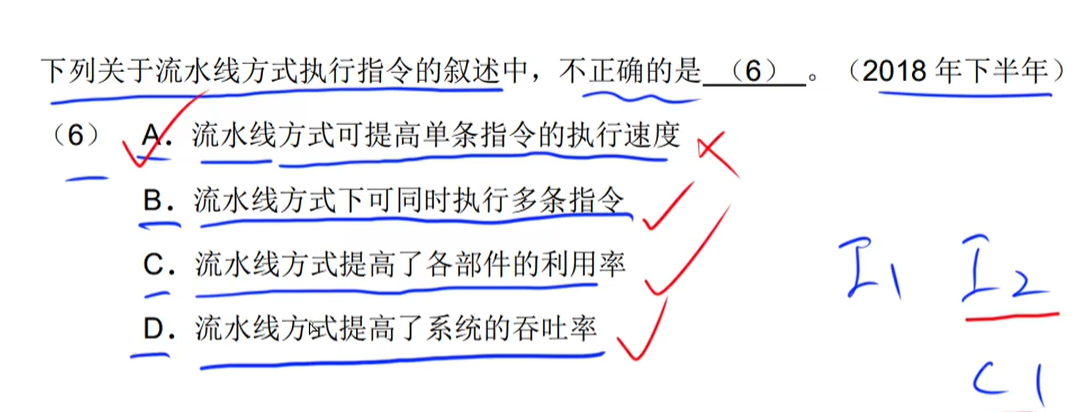 下列关于流水线方式执行指令的叙述中，不正确的是 （6） 。（2018 年下半年）
（6） A．流水线方式可提高单条指令的执行速度
B．流水线方式下可同时执行多条指令
C．流水线方式提高了各部件的利用率
D．流水线方式提高了系统的吞吐率
I1 I2
C1